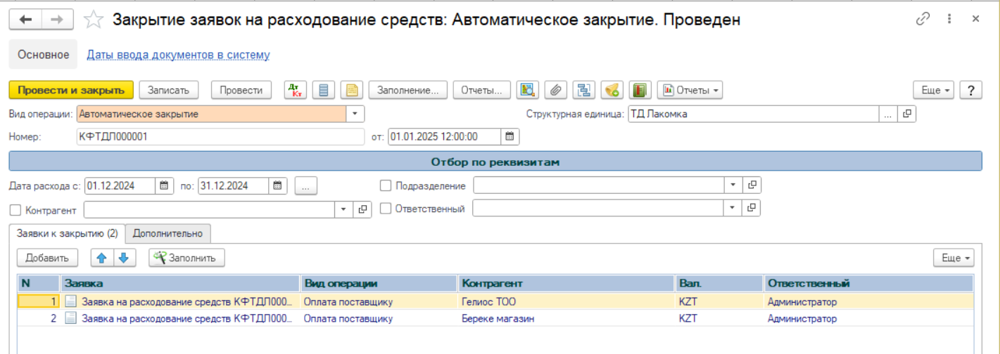 Закрытие заявок на расходование средств: Автоматическое закрытие. Проведен
Основное Даты ввода документов в систему
Провести и закрыть Записать Провести Дт Кт Заполнение... Отчеты... Отчеты Еще ?
Вид операции: Автоматическое закрытие Структурная единица: ТД Лакомка ...
Номер: КФТДЛ000001 от: 01.01.2025 12:00:00
Отбор по реквизитам
Дата расхода с: 01.12.2024 по: 31.12.2024 ... Подразделение
Контрагент Ответственный
Заявки к закрытию (2) Дополнительно
Добавить Заполнить Еще
N Заявка Вид операции Контрагент Вал. Ответственный
1 Заявка на расходование средств КФТДЛ000... Оплата поставщику Гелиос ТОО KZT Администратор
2 Заявка на расходование средств КФТДЛ000... Оплата поставщику Береке магазин KZT Администратор